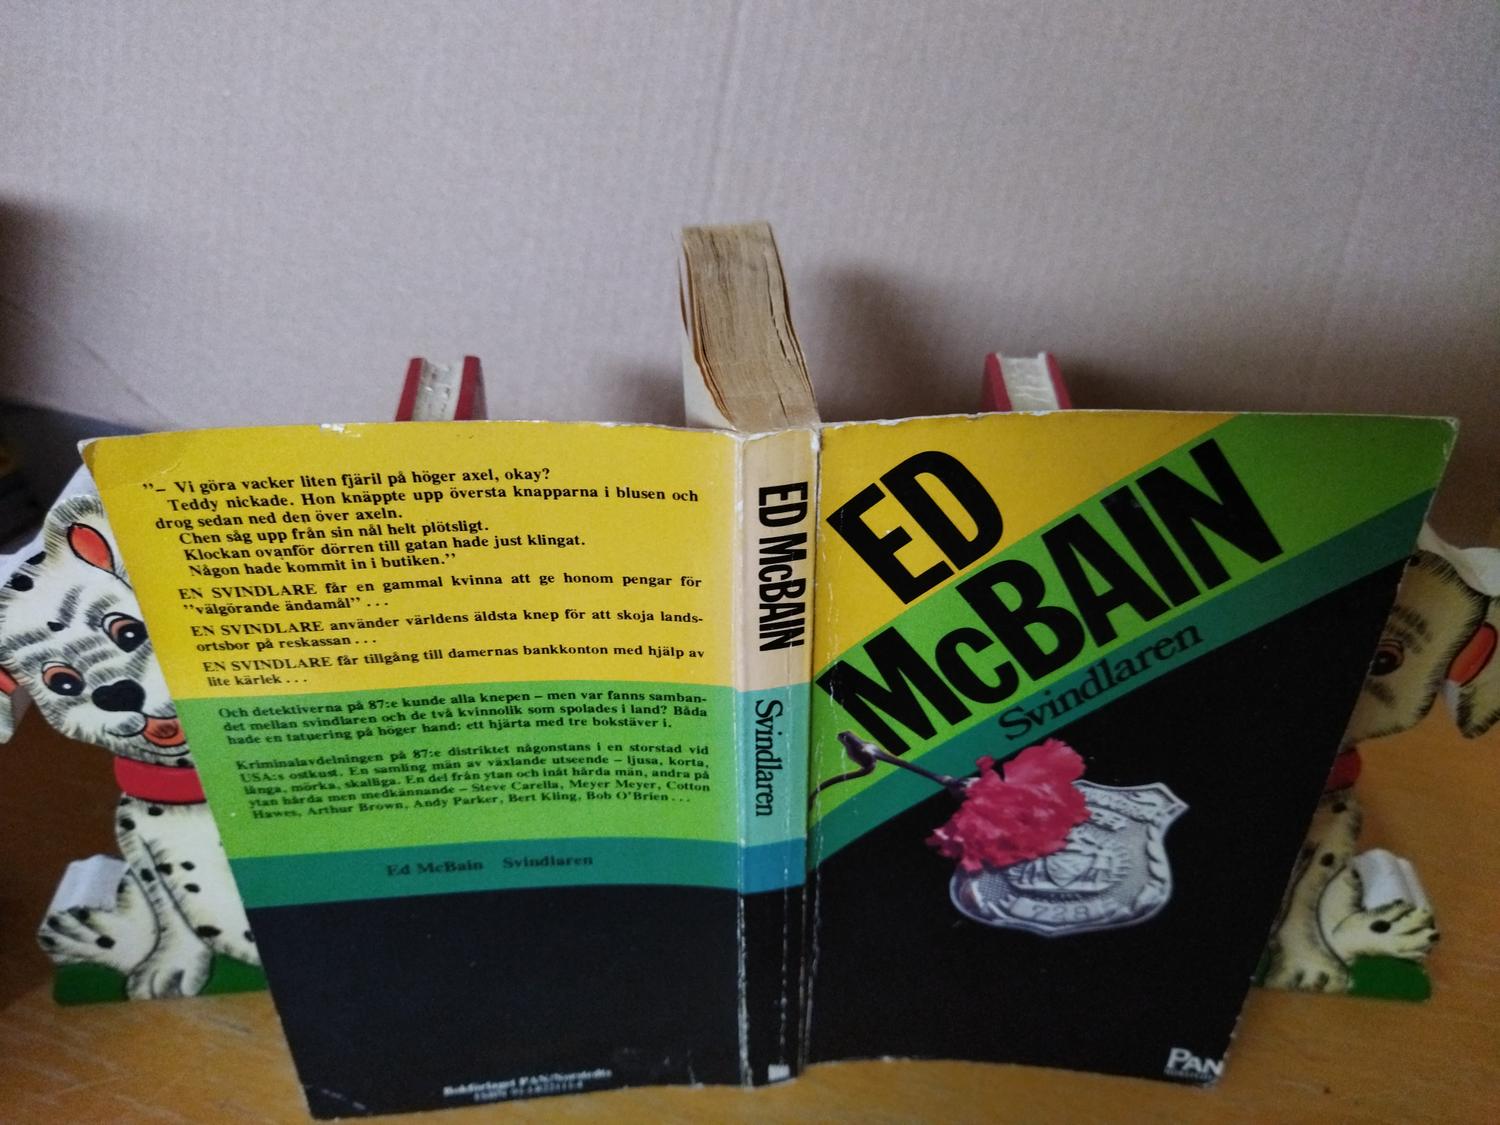 ”– Vi göra vacker liten fjäril på höger axel, okay?
Teddy nickade. Hon knäppte upp översta knapparna i blusen och
drog sedan ned den över axeln.
Chen såg upp från sin nål helt plötsligt.
Klockan ovanför dörren till gatan hade just klingat.
Någon hade kommit in i butiken.”
EN SVINDLARE får en gammal kvinna att ge honom pengar för
”välgörande ändamål” . . .
EN SVINDLARE använder världens äldsta knep för att skoja lands-
ortsbor på reskassan . . .
EN SVINDLARE får tillgång till damernas bankkonton med hjälp av
lite kärlek . . .
Och detektiverna på 87:e kunde alla knepen – men var fanns samban-
det mellan svindlaren och de två kvinnolik som spolades i land? Båda
hade en tatuering på höger hand: ett hjärta med tre bokstäver i.
Kriminalavdelningen på 87:e distriktet någonstans i en storstad vid
USA:s ostkust. En samling män av växlande utseende – ljusa, korta,
långa, mörka, skalliga. En del från ytan och inåt hårda män, andra på
ytan hårda men medkännande – Steve Carella, Meyer Meyer, Cotton
Hawes, Arthur Brown, Andy Parker, Bert Kling, Bob O’Brien . . .
Ed McBain Svindlaren
Bokförlaget PAN/Norstedts
ISBN
ED McBAIN
Svindlaren
ED
McBAIN
Svindlaren
728
PAN